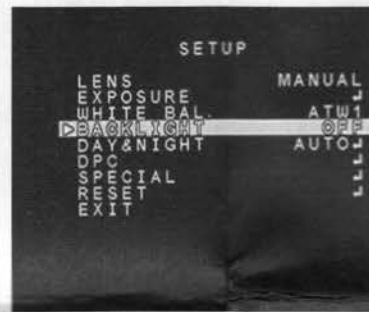 SETUP
LENS MANUAL
EXPOSURE ↲
WHITE BAL. ATW1
▷BACKLIGHT OFF
DAY&NIGHT AUTO↲
DPC ↲
SPECIAL ↲
RESET ↲
EXIT